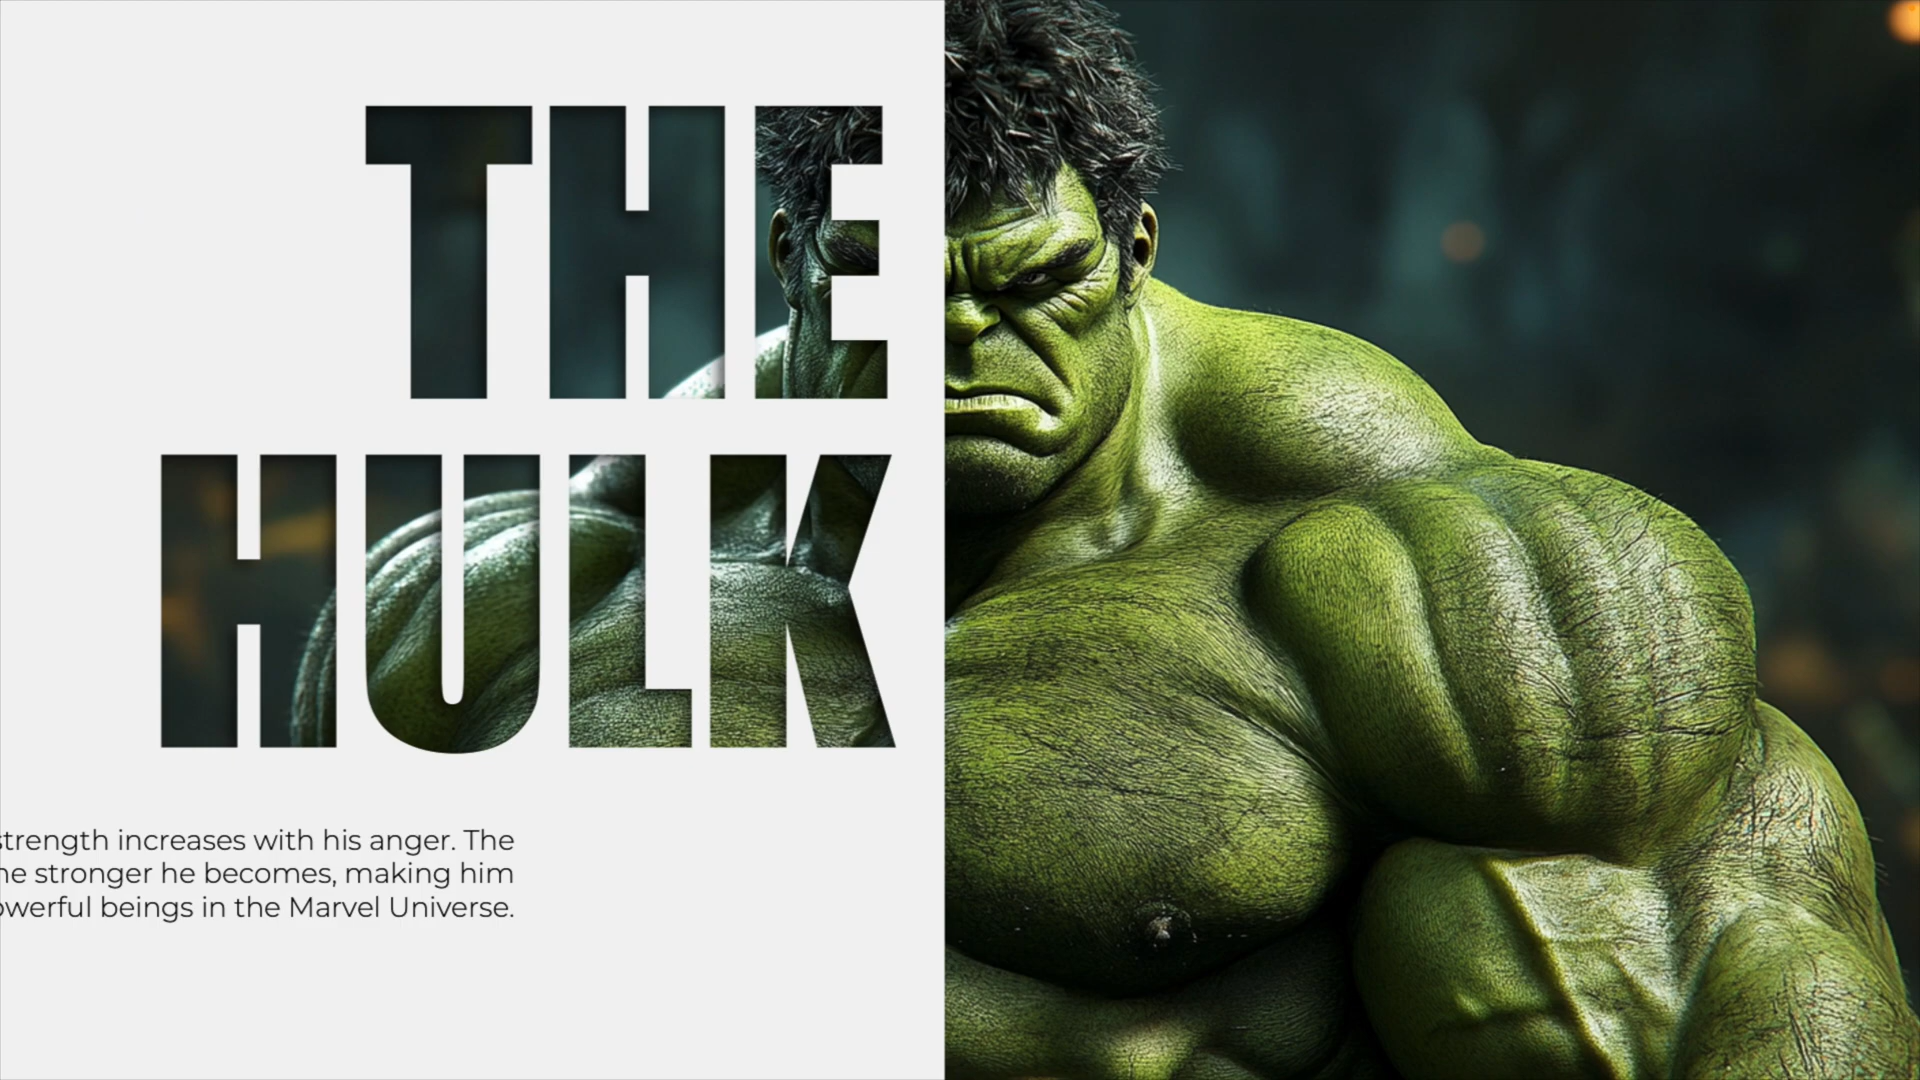 THE
HULK
strength increases with his anger. The
he stronger he becomes, making him
owerful beings in the Marvel Universe.